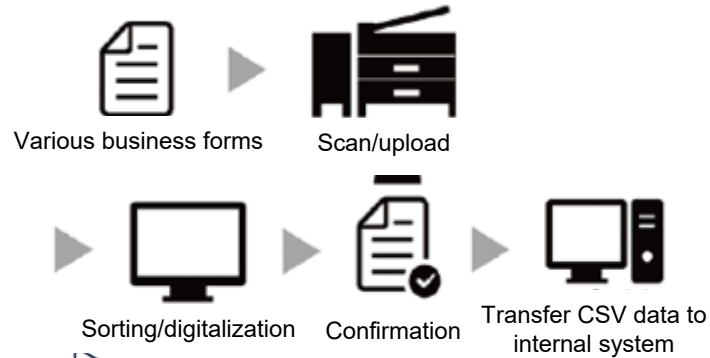 Various business forms
Scan/upload
Sorting/digitalization
Confirmation
Transfer CSV data to
internal system